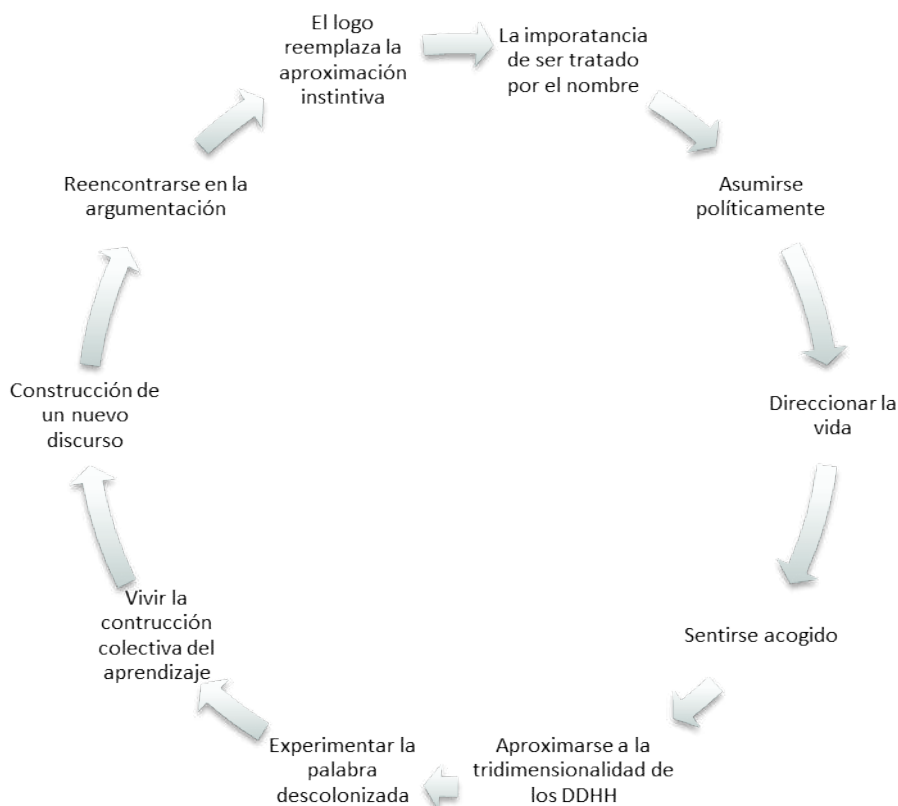 El logo
reemplaza la
aproximación
instintiva
La imporatancia
de ser tratado
por el nombre
Asumirse
políticamente
Direccionar la
vida
Sentirse acogido
Aproximarse a la
tridimensionalidad de
los DDHH
Experimentar la
palabra
descolonizada
Vivir la
contrucción
colectiva del
aprendizaje
Construcción de
un nuevo
discurso
Reencontrarse en la
argumentación